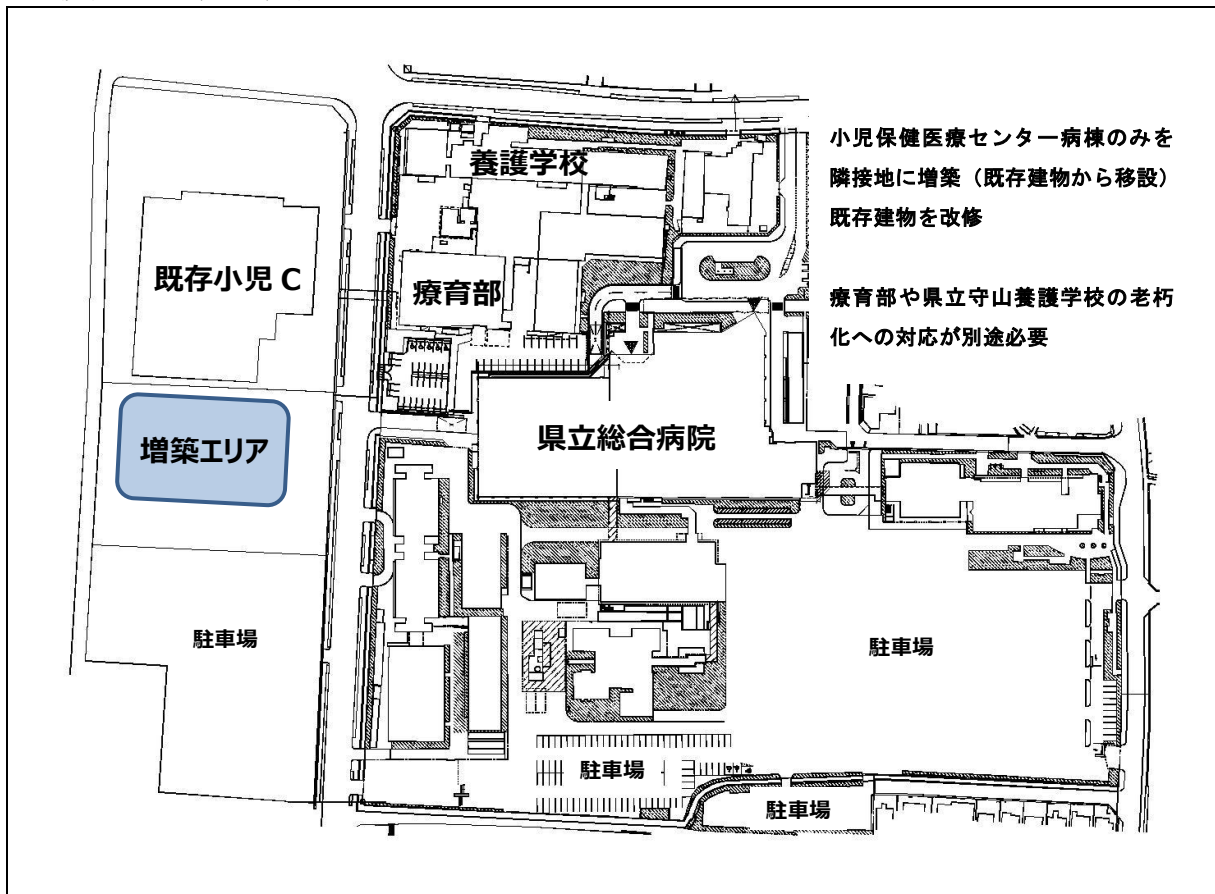 養護学校
小児保健医療センター病棟のみを
隣接地に増築（既存建物から移設）
既存建物を改修
既存小児 C
療育部
療育部や県立守山養護学校の老朽
化への対応が別途必要
増築エリア
県立総合病院
駐車場
駐車場
駐車場
駐車場